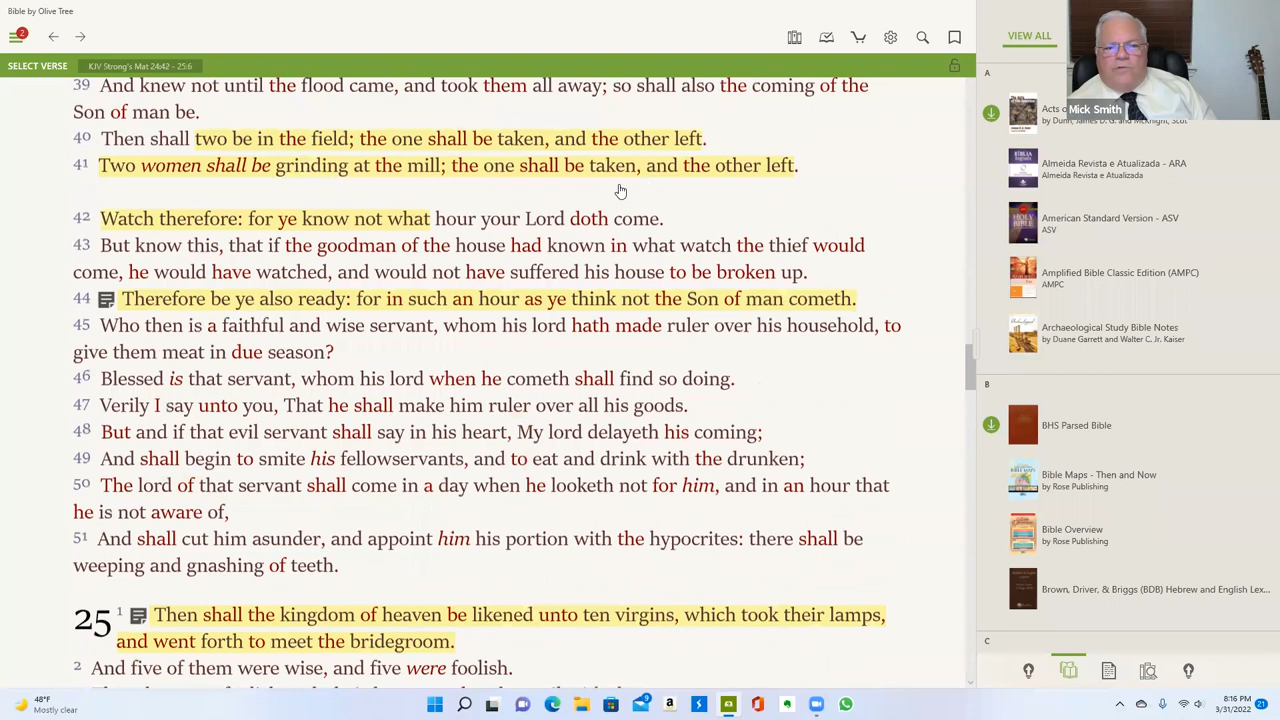 Bible by Olive Tree
2
VIEW ALL
SELECT VERSE
KJV Strong's Mat 24:42 - 25:6
39 And knew not until the flood came, and took them all away; so shall also the coming of the
Son of man be.
40 Then shall two be in the field; the one shall be taken, and the other left.
41 Two women shall be grinding at the mill; the one shall be taken, and the other left.
42 Watch therefore: for ye know not what hour your Lord doth come.
43 But know this, that if the goodman of the house had known in what watch the thief would
come, he would have watched, and would not have suffered his house to be broken up.
44 Therefore be ye also ready: for in such an hour as ye think not the Son of man cometh.
45 Who then is a faithful and wise servant, whom his lord hath made ruler over his household, to
give them meat in due season?
46 Blessed is that servant, whom his lord when he cometh shall find so doing.
47 Verily I say unto you, That he shall make him ruler over all his goods.
48 But and if that evil servant shall say in his heart, My lord delayeth his coming;
49 And shall begin to smite his fellowservants, and to eat and drink with the drunken;
50 The lord of that servant shall come in a day when he looketh not for him, and in an hour that
he is not aware of,
51 And shall cut him asunder, and appoint him his portion with the hypocrites: there shall be
weeping and gnashing of teeth.
25 1 Then shall the kingdom of heaven be likened unto ten virgins, which took their lamps,
and went forth to meet the bridegroom.
2 And five of them were wise, and five were foolish.
A
Mick Smith
Acts
by Dunn, James D. G. and McKnight, Scot
Almeida Revista e Atualizada - ARA
Almeida Revista e Atualizada
American Standard Version - ASV
ASV
Amplified Bible Classic Edition (AMPC)
AMPC
Archaeological Study Bible Notes
by Duane Garrett and Walter C. Jr. Kaiser
B
BHS Parsed Bible
Bible Maps - Then and Now
by Rose Publishing
Bible Overview
by Rose Publishing
Brown, Driver, & Briggs (BDB) Hebrew and English Lex...
C
48°F
Mostly clear
8:16 PM
3/31/2022
21